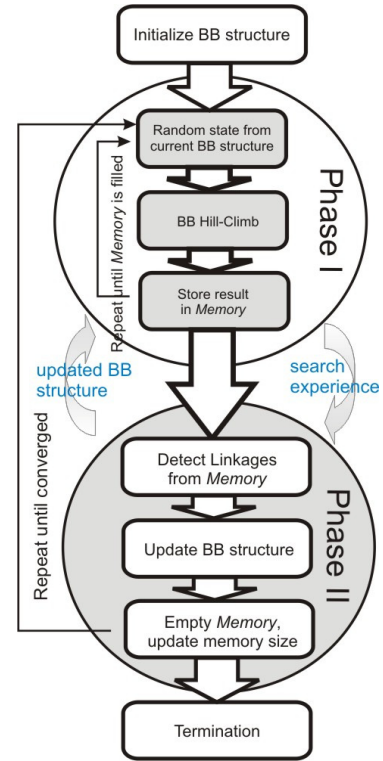 Initialize BB structure
Random state from
current BB structure
BB Hill-Climb
Store result
in Memory
Repeat until Memory is filled
Phase I
updated BB
structure
search
experience
Detect Linkages
from Memory
Update BB structure
Empty Memory,
update memory size
Phase II
Repeat until converged
Termination